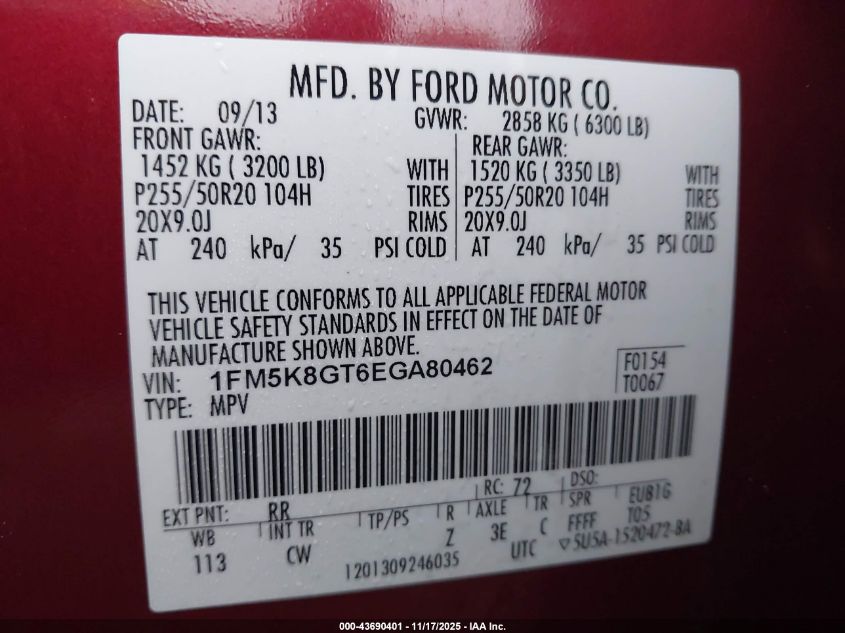 MFD. BY FORD MOTOR CO.
DATE: 09/13 GVWR: 2858 KG ( 6300 LB)
FRONT GAWR: REAR GAWR:
1452 KG ( 3200 LB) WITH 1520 KG ( 3350 LB) WITH
P255/50R20 104H TIRES P255/50R20 104H TIRES
20X9.0J RIMS 20X9.0J RIMS
AT 240 kPa/ 35 PSI COLD AT 240 kPa/ 35 PSI COLD
THIS VEHICLE CONFORMS TO ALL APPLICABLE FEDERAL MOTOR
VEHICLE SAFETY STANDARDS IN EFFECT ON THE DATE OF
MANUFACTURE SHOWN ABOVE.
VIN: 1FM5K8GT6EGA80462 F0154
TYPE: MPV T0067
EXT PNT: RR RC: 72 DSO:
WB INT TR TP/PS R AXLE TR SPR EU81G
113 CW Z 3E C FFFF T05
1201309246035 UTC ▽5U5A-1520472-BA
000-43690401 - 11/17/2025 - IAA Inc.